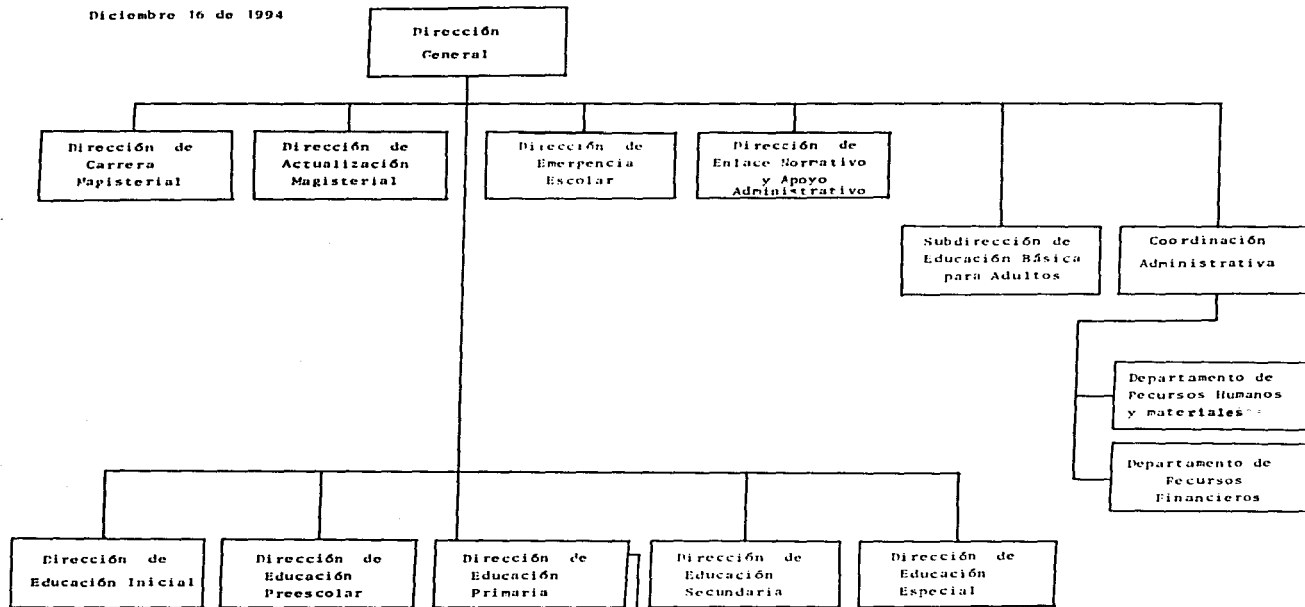 Diciembre 16 de 1994
Dirección
General
Dirección de
Carrera
Magisterial
Dirección de
Actualización
Magisterial
Dirección de
Emergencia
Escolar
Dirección de
Enlace Normativo
y Apoyo
Administrativo
Subdirección de
Educación Básica
para Adultos
Coordinación
Administrativa
Departamento de
Recursos Humanos
y materiales
Departamento de
Recursos
Financieros
Dirección de
Educación Inicial
Dirección de
Educación
Preescolar
Dirección de
Educación
Primaria
Dirección de
Educación
Secundaria
Dirección de
Educación
Especial